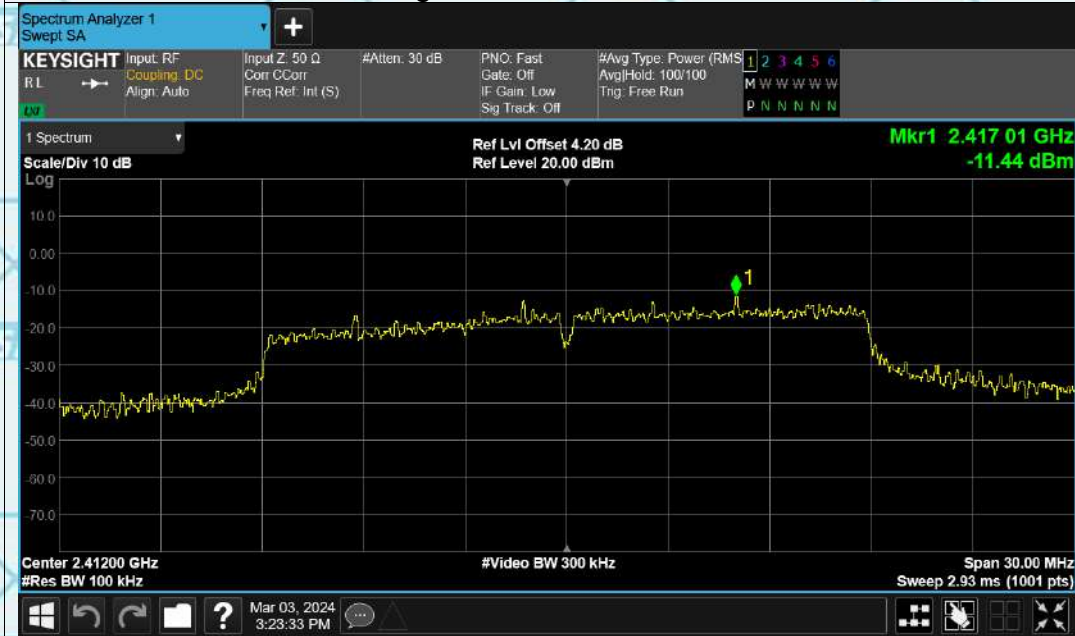 Spectrum Analyzer 1
Swept SA
+
KEYSIGHT
RL
LXI
Input: RF
Coupling: DC
Align: Auto
Input Z: 50 Ω
Corr CCorr
Freq Ref: Int (S)
#Atten: 30 dB
PNO: Fast
Gate: Off
IF Gain: Low
Sig Track: Off
#Avg Type: Power (RMS
Avg|Hold: 100/100
Trig: Free Run
1 2 3 4 5 6
M W W W W W
P N N N N N
1 Spectrum
Scale/Div 10 dB
Ref Lvl Offset 4.20 dB
Ref Level 20.00 dBm
Mkr1 2.417 01 GHz
-11.44 dBm
Log
10.0
0.00
-10.0
-20.0
-30.0
-40.0
-50.0
-60.0
-70.0
1
Center 2.41200 GHz
#Res BW 100 kHz
#Video BW 300 kHz
Span 30.00 MHz
Sweep 2.93 ms (1001 pts)
?
Mar 03, 2024
3:23:33 PM